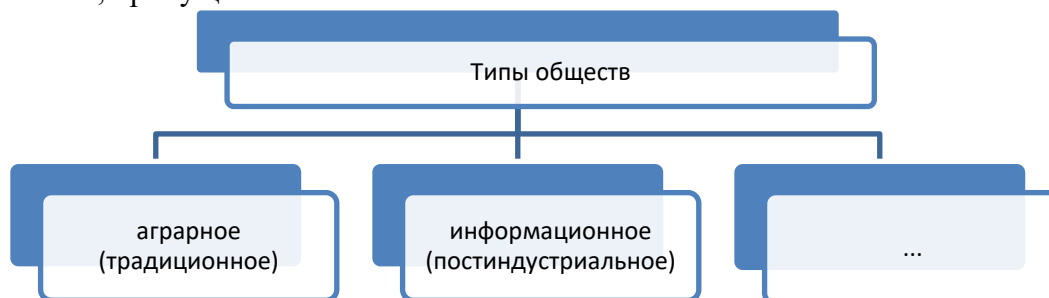 Типы обществ
аграрное
(традиционное)
информационное
(постиндустриальное)
...